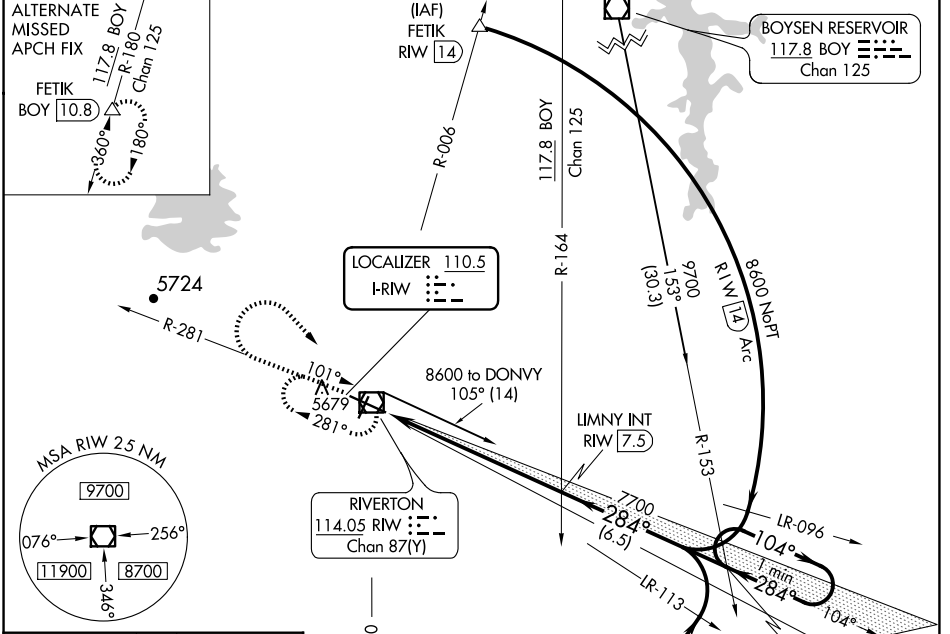 ALTERNATE
MISSED
APCH FIX
117.8 BOY
R-180
Chan 125
FETIK
BOY 10.8
360°
180°
(IAF)
FETIK
RIW 14
R-006
117.8 BOY
Chan 125
R-164
BOYSEN RESERVOIR
117.8 BOY
Chan 125
9700
153°
(30.3)
8600 NoPT
RIW 14 Arc
R-153
LOCALIZER 110.5
I-RIW
5724
R-281
101°
5679
281°
8600 to DONVY
105° (14)
LIMNY INT
RIW 7.5
RIVERTON
114.05 RIW
Chan 87(Y)
7700
284°
(6.5)
LR-096
104°
1 min
284°
104°
LR-113
MSA RIW 25 NM
9700
076°
256°
11900
8700
346°
0